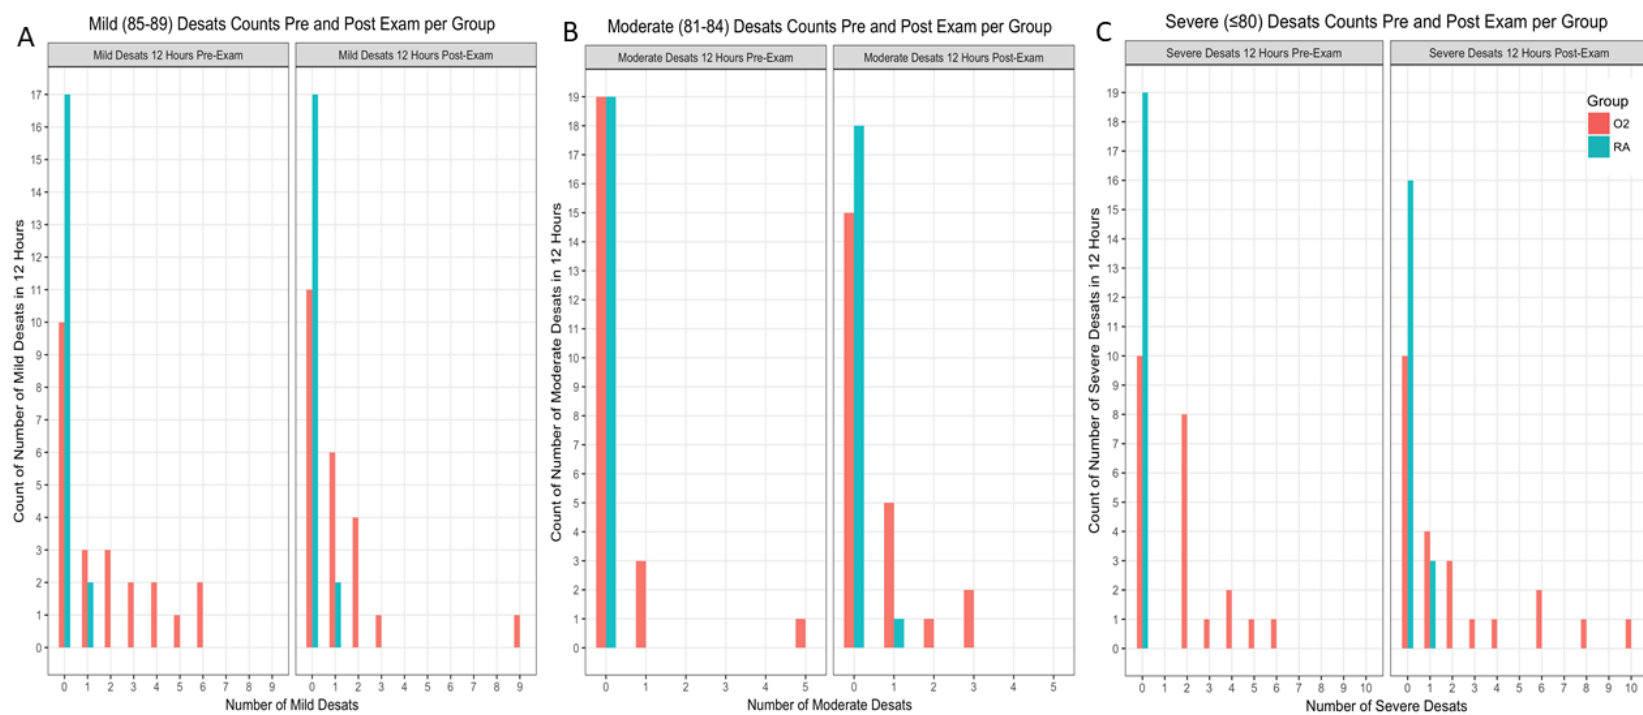 A
Mild (85-89) Desats Counts Pre and Post Exam per Group
Mild Desats 12 Hours Pre-Exam
Mild Desats 12 Hours Post-Exam
Count of Number of Mild Desats in 12 Hours
17
16
15
14
13
12
11
10
9
8
7
6
5
4
3
2
1
0
0 1 2 3 4 5 6 7 8 9
0 1 2 3 4 5 6 7 8 9
Number of Mild Desats
B
Moderate (81-84) Desats Counts Pre and Post Exam per Group
Moderate Desats 12 Hours Pre-Exam
Moderate Desats 12 Hours Post-Exam
Count of Number of Moderate Desats in 12 Hours
19
18
17
16
15
14
13
12
11
10
9
8
7
6
5
4
3
2
1
0
0 1 2 3 4 5
0 1 2 3 4 5
Number of Moderate Desats
C
Severe (≤80) Desats Counts Pre and Post Exam per Group
Severe Desats 12 Hours Pre-Exam
Severe Desats 12 Hours Post-Exam
Count of Number of Severe Desats in 12 Hours
19
18
17
16
15
14
13
12
11
10
9
8
7
6
5
4
3
2
1
0
0 1 2 3 4 5 6 7 8 9 10
0 1 2 3 4 5 6 7 8 9 10
Number of Severe Desats
Group
O2
RA